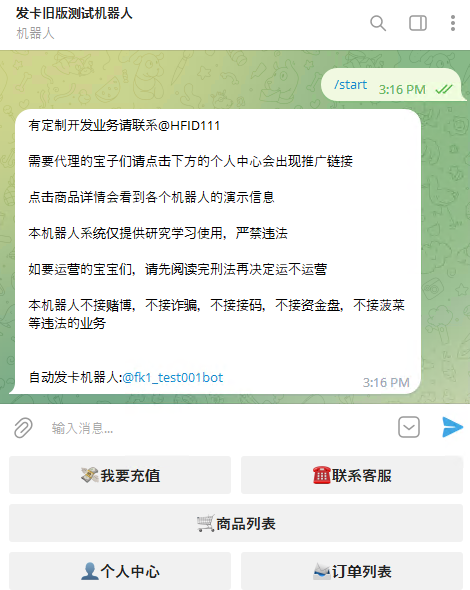 发卡旧版测试机器人
机器人
/start 3:16 PM
有定制开发业务请联系@HFID111
需要代理的宝子们请点击下方的个人中心会出现推广链接
点击商品详情会看到各个机器人的演示信息
本机器人系统仅提供研究学习使用，严禁违法
如要运营的宝宝们，请先阅读完刑法再决定运不运营
本机器人不接赌博，不接诈骗，不接接码，不接资金盘，不接菠菜
等违法的业务
自动发卡机器人:@fk1_test001bot
3:16 PM
输入消息...
我要充值
联系客服
商品列表
个人中心
订单列表